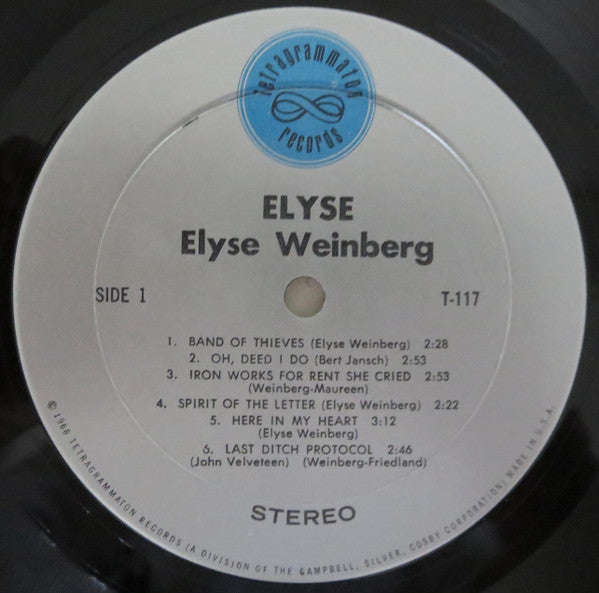 tetragrammaton
records
ELYSE
Elyse Weinberg
SIDE 1
T-117
1. BAND OF THIEVES (Elyse Weinberg) 2:28
2. OH, DEED I DO (Bert Jansch) 2:53
3. IRON WORKS FOR RENT SHE CRIED 2:53
(Weinberg-Maureen)
4. SPIRIT OF THE LETTER (Elyse Weinberg) 2:22
5. HERE IN MY HEART 3:12
(Elyse Weinberg)
6. LAST DITCH PROTOCOL 2:46
(John Velveteen) (Weinberg-Friedland)
STEREO
© 1968 TETRAGRAMMATON RECORDS (A DIVISION OF THE CAMPBELL, SILVER, COSBY CORPORATION) MADE IN U.S.A.